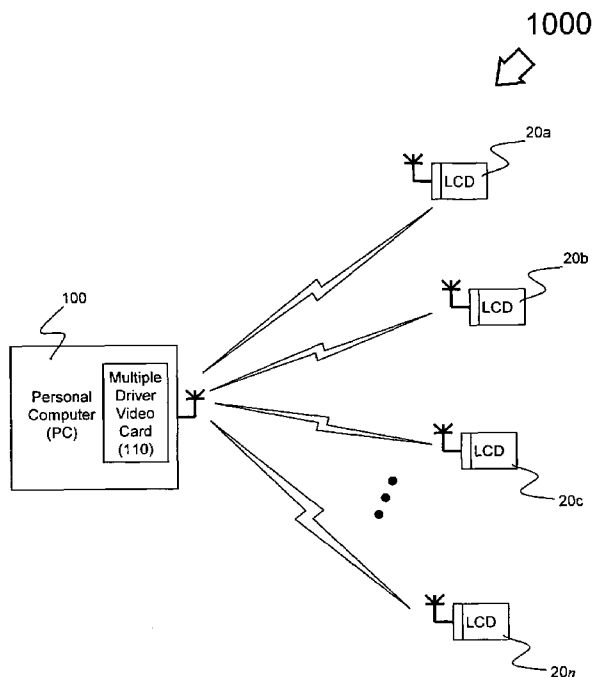 1000
20a
LCD
20b
LCD
100
Personal
Computer
(PC)
Multiple
Driver
Video
Card
(110)
LCD
20c
LCD
20n